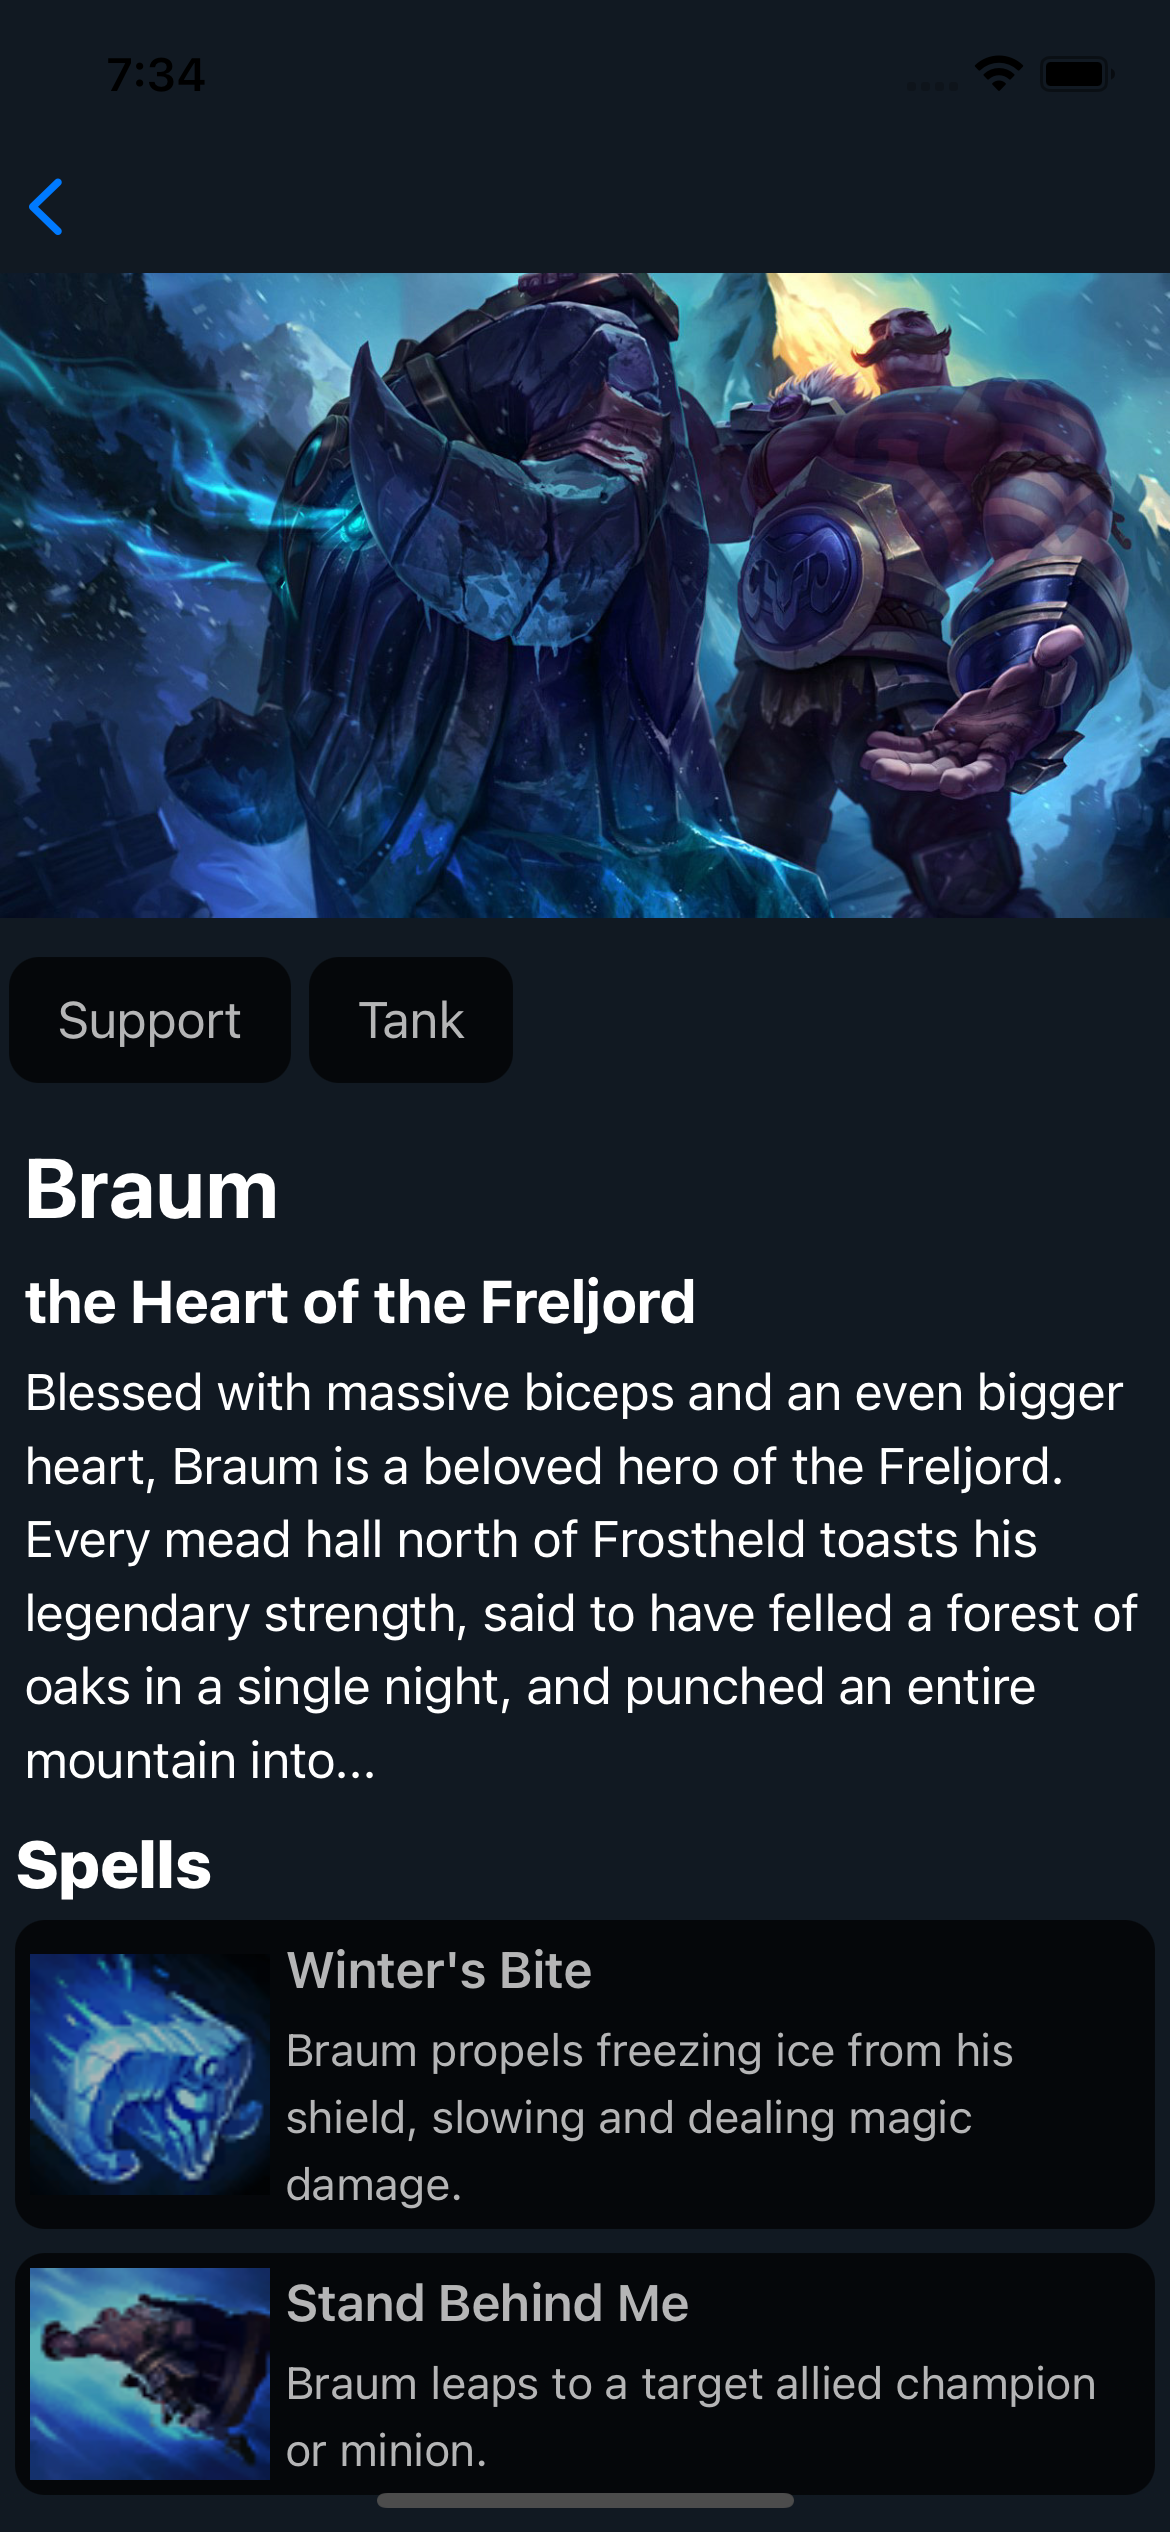 7:34
Support Tank
Braum
the Heart of the Freljord
Blessed with massive biceps and an even bigger
heart, Braum is a beloved hero of the Freljord.
Every mead hall north of Frostheld toasts his
legendary strength, said to have felled a forest of
oaks in a single night, and punched an entire
mountain into...
Spells
Winter's Bite
Braum propels freezing ice from his
shield, slowing and dealing magic
damage.
Stand Behind Me
Braum leaps to a target allied champion
or minion.